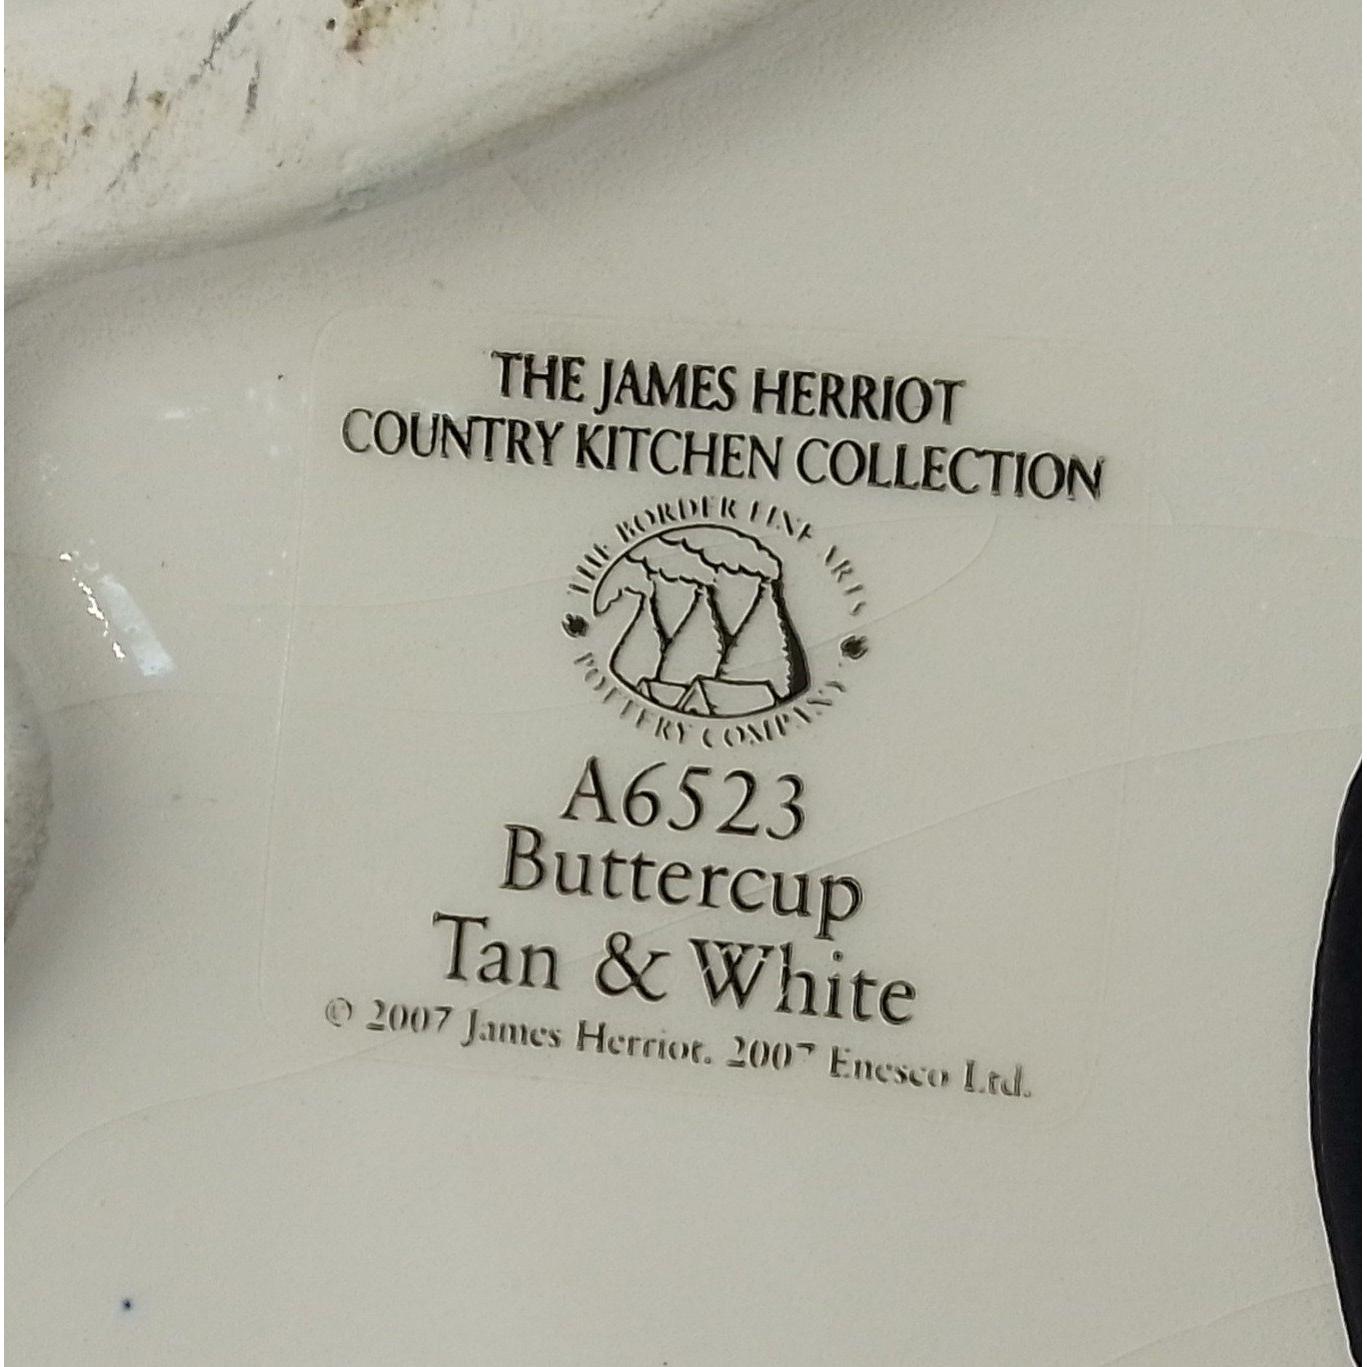 THE JAMES HERRIOT
COUNTRY KITCHEN COLLECTION
THE BORDER FINE ARTS
POTTERY COMPANY
A6523
Buttercup
Tan & White
© 2007 James Herriot. 2007 Enesco Ltd.